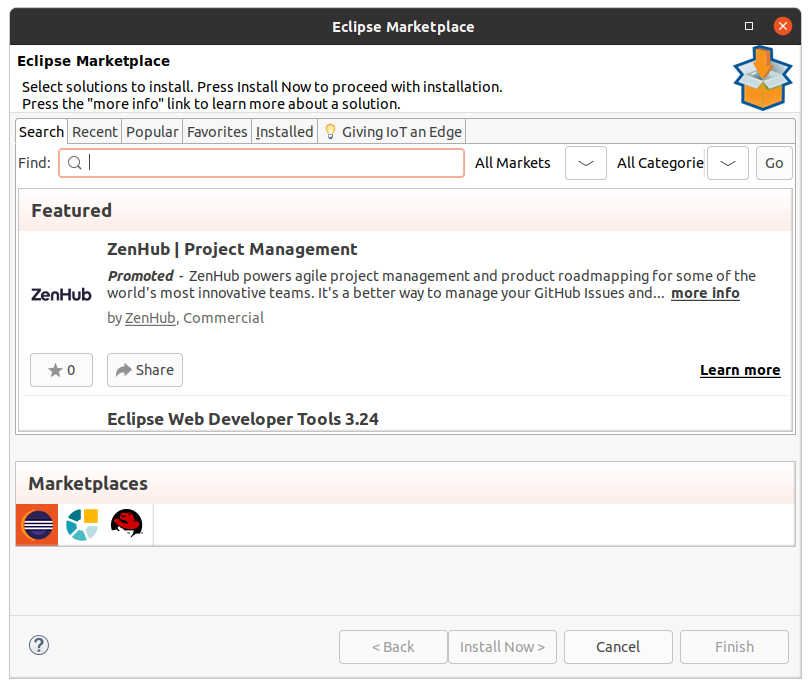 Eclipse Marketplace
Eclipse Marketplace
Select solutions to install. Press Install Now to proceed with installation.
Press the "more info" link to learn more about a solution.
Search Recent Popular Favorites Installed Giving IoT an Edge
Find: All Markets All Categorie Go
Featured
ZenHub | Project Management
Promoted - ZenHub powers agile project management and product roadmapping for some of the
ZenHub
world's most innovative teams. It's a better way to manage your GitHub Issues and... more info
by ZenHub, Commercial
0 Share Learn more
Eclipse Web Developer Tools 3.24
Marketplaces
? < Back Install Now > Cancel Finish